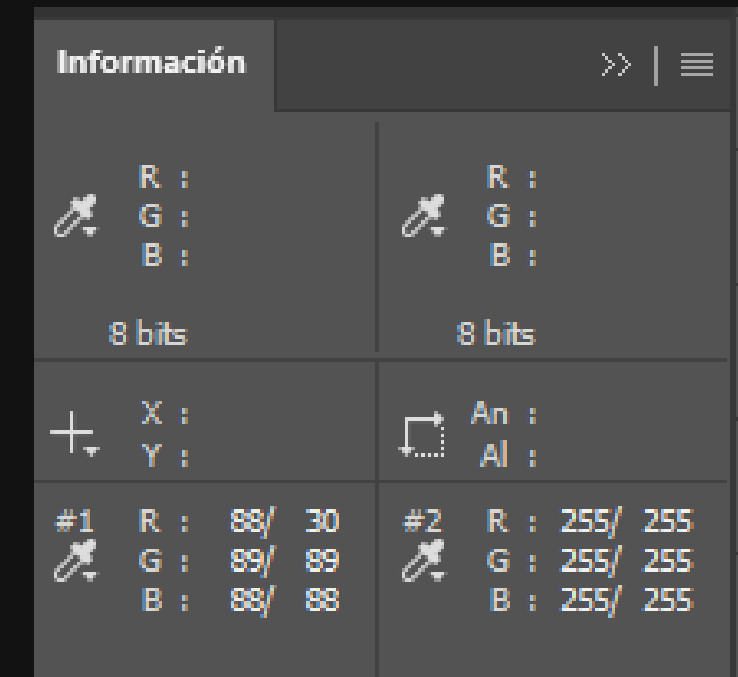 Información
R :
G :
B :
8 bits
R :
G :
B :
8 bits
X :
Y :
An :
Al :
#1 R : 88/ 30
G : 89/ 89
B : 88/ 88
#2 R : 255/ 255
G : 255/ 255
B : 255/ 255